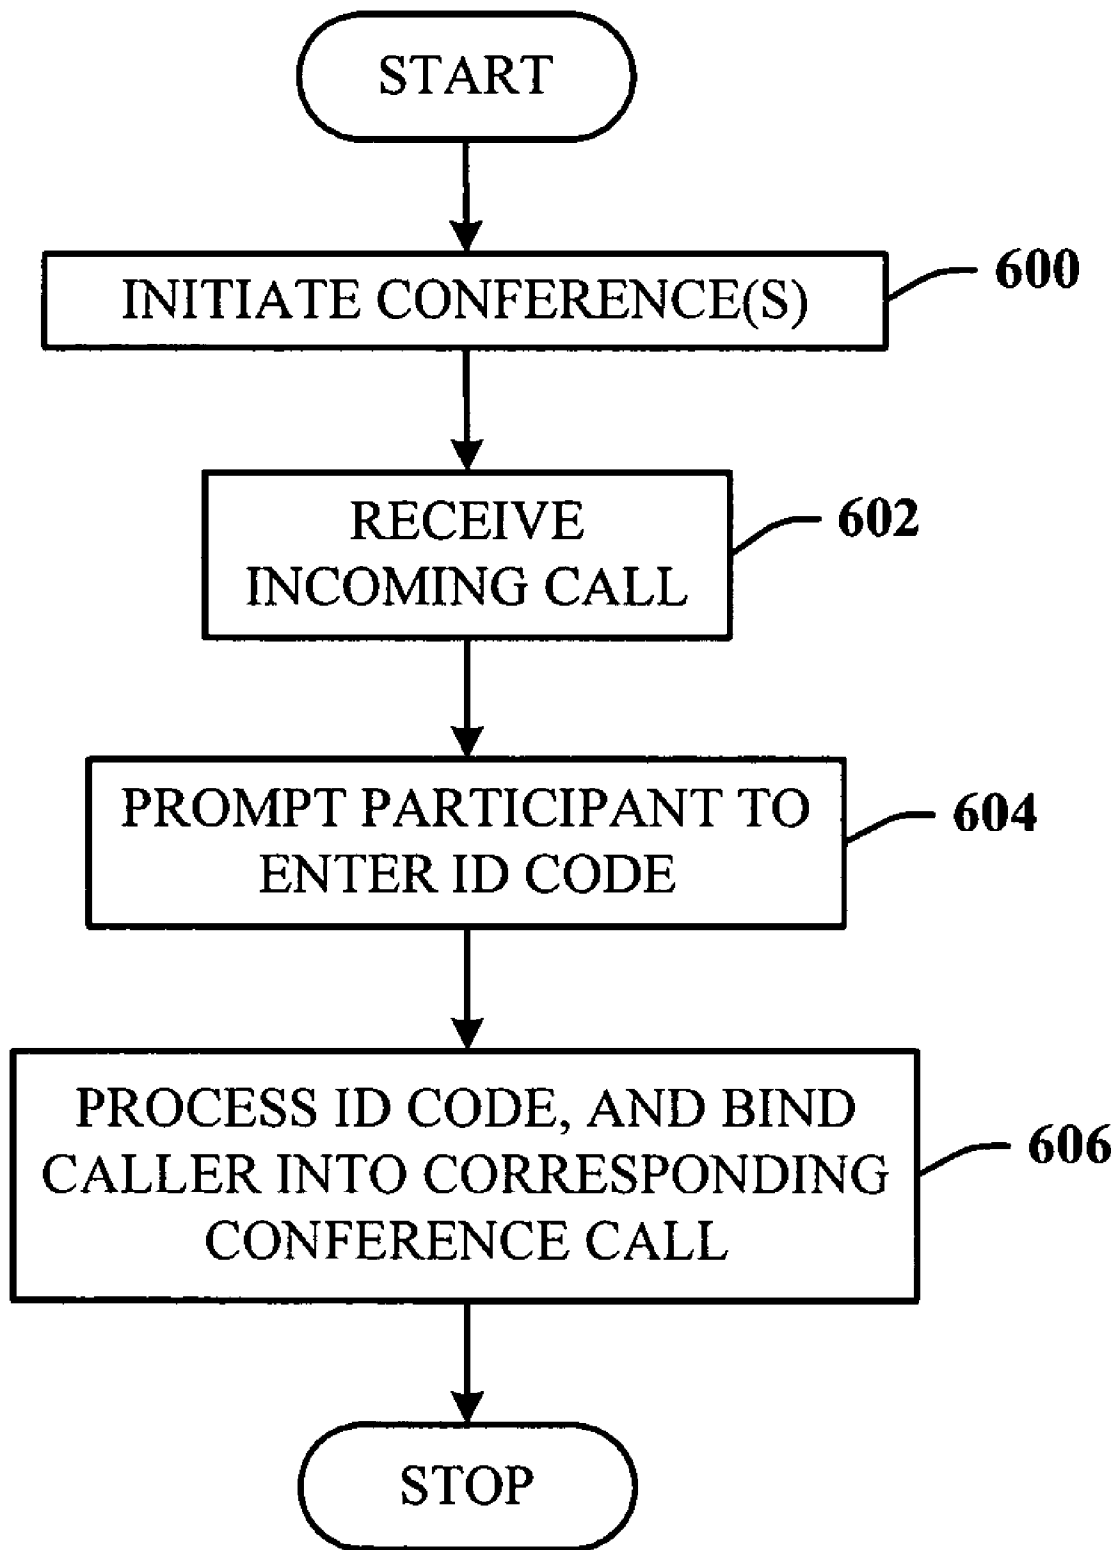 START
INITIATE CONFERENCE(S)
600
RECEIVE
INCOMING CALL
602
PROMPT PARTICIPANT TO
ENTER ID CODE
604
PROCESS ID CODE, AND BIND
CALLER INTO CORRESPONDING
CONFERENCE CALL
606
STOP